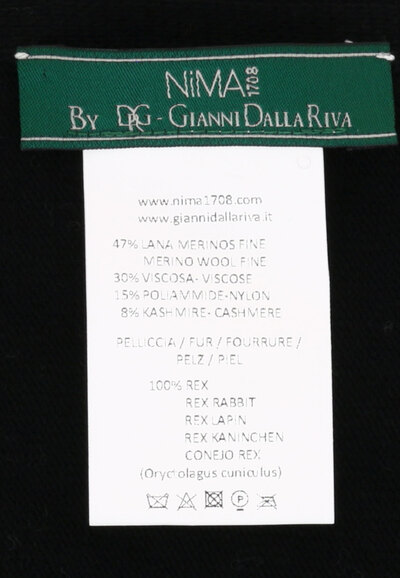 NiMA 1708
BY DRG - GIANNI DALLA RIVA
www.nima1708.com
www.giannidallariva.it
47% LANA MERINOS FINE
MERINO WOOL FINE
30% VISCOSA- VISCOSE
15% POLIAMMIDE-NYLON
8% KASHMIRE- CASHMERE
PELLICCIA / FUR / FOURRURE /
PELZ / PIEL
100% REX
REX RABBIT
REX LAPIN
REX KANINCHEN
CONEJO REX
(Oryctolagus cuniculus)
P